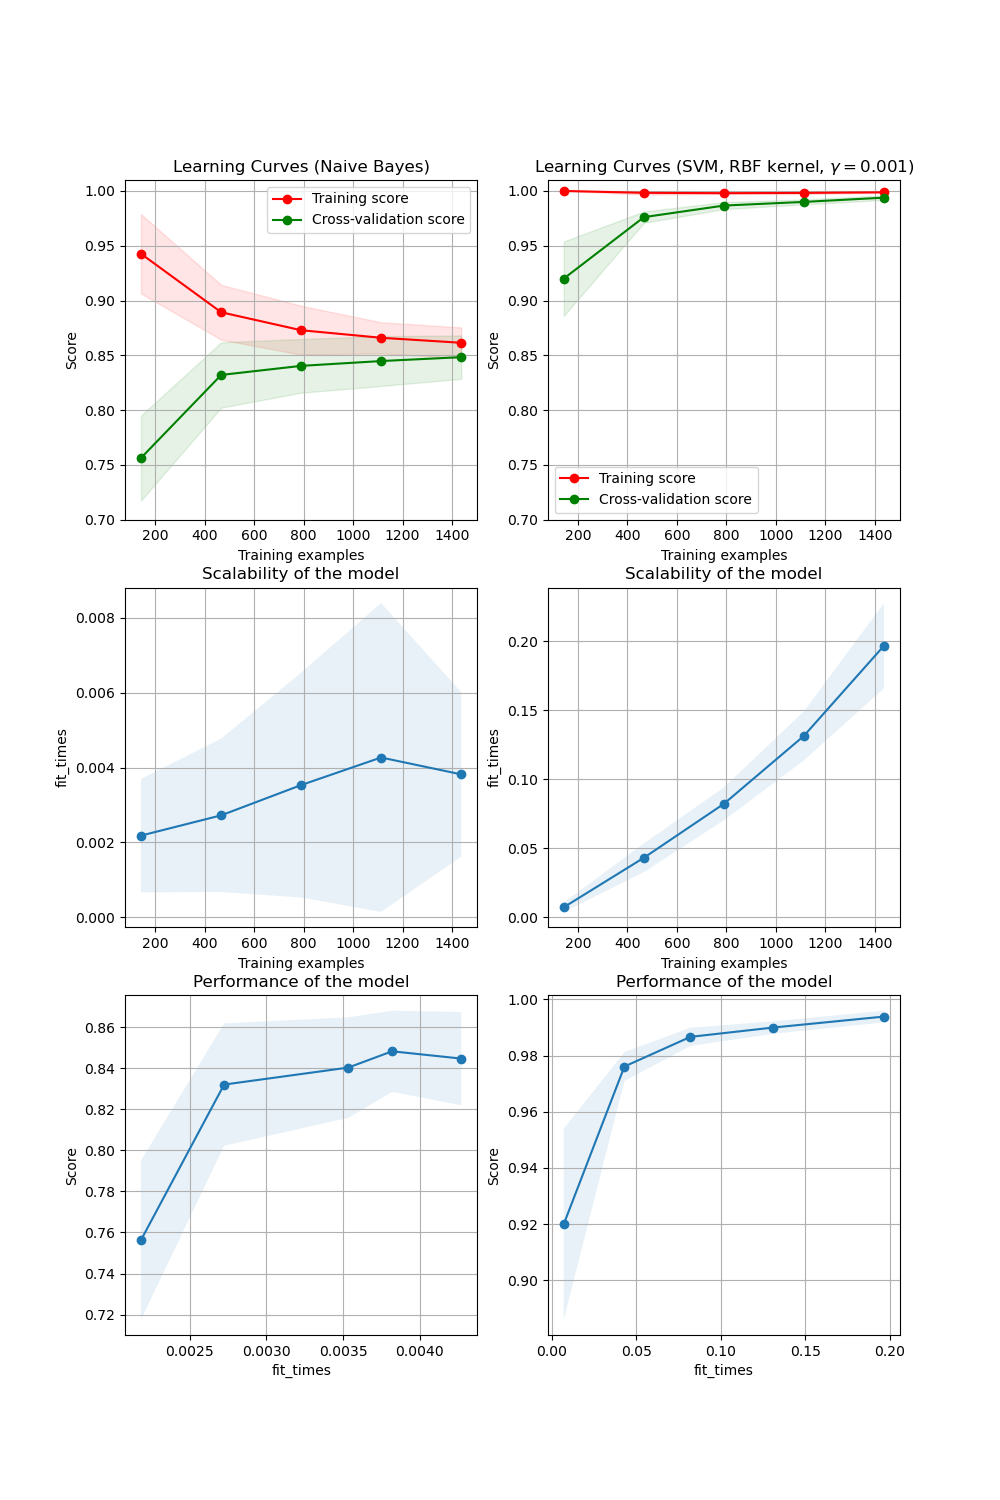 Learning Curves (Naive Bayes)
Learning Curves (SVM, RBF kernel, γ = 0.001)
1.00
0.95
0.90
0.85
0.80
0.75
0.70
Score
Training score
Cross-validation score
200 400 600 800 1000 1200 1400
Training examples
1.00
0.95
0.90
0.85
0.80
0.75
0.70
Score
Training score
Cross-validation score
200 400 600 800 1000 1200 1400
Training examples
Scalability of the model
0.008
0.006
0.004
0.002
0.000
fit_times
200 400 600 800 1000 1200 1400
Training examples
Scalability of the model
0.20
0.15
0.10
0.05
0.00
fit_times
200 400 600 800 1000 1200 1400
Training examples
Performance of the model
0.86
0.84
0.82
0.80
0.78
0.76
0.74
0.72
Score
0.0025 0.0030 0.0035 0.0040
fit_times
Performance of the model
1.00
0.98
0.96
0.94
0.92
0.90
Score
0.00 0.05 0.10 0.15 0.20
fit_times